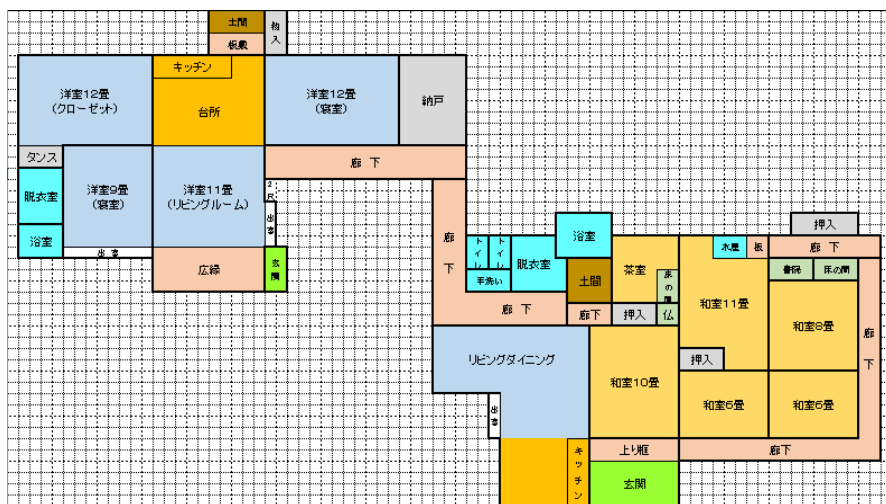 土間
物入
板敷
キッチン
洋室12畳
(クローゼット)
台所
洋室12畳
(寝室)
納戸
タンス
廊 下
脱衣室
洋室9畳
(寝室)
洋室11畳
(リビングルーム)
2尺
出窓
浴室
出窓
広縁
玄関
廊下
トイレ
トイレ
脱衣室
浴室
手洗い
土間
茶室
床の間
水屋
板
押入
廊 下
書院
床の間
廊 下
廊下
押入
仏
和室11畳
和室8畳
廊下
リビングダイニング
和室10畳
押入
出窓
和室6畳
和室6畳
キッチン
上り框
廊下
玄関